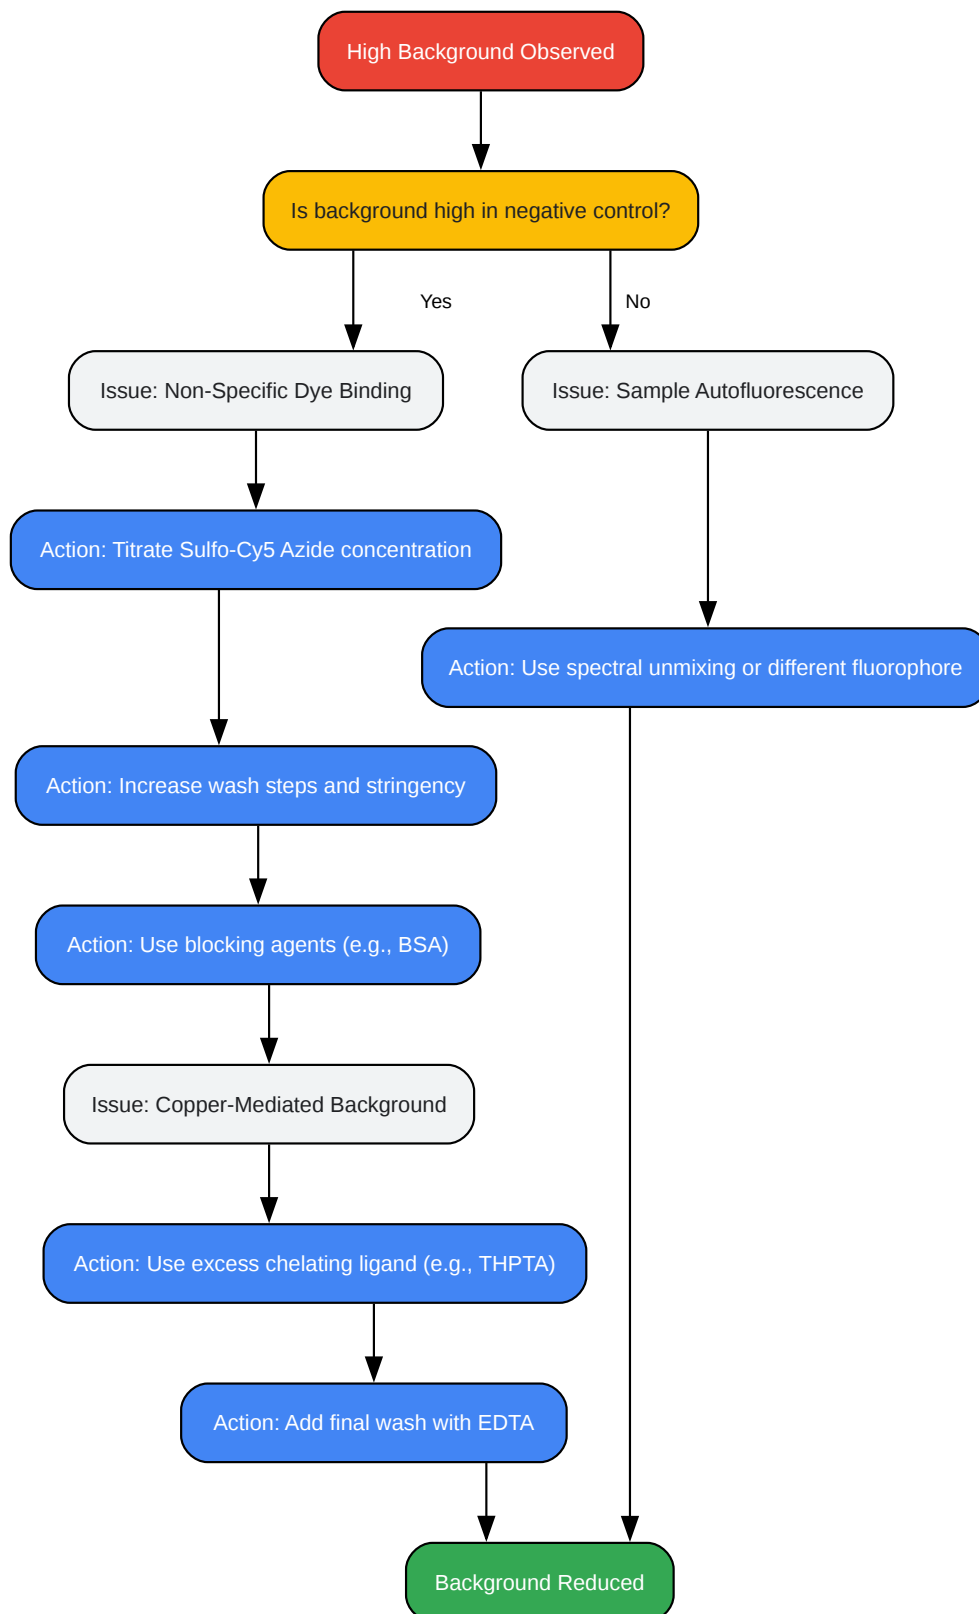 High Background Observed
Is background high in negative control?
Yes
No
Issue: Non-Specific Dye Binding
Issue: Sample Autofluorescence
Action: Titrate Sulfo-Cy5 Azide concentration
Action: Use spectral unmixing or different fluorophore
Action: Increase wash steps and stringency
Action: Use blocking agents (e.g., BSA)
Issue: Copper-Mediated Background
Action: Use excess chelating ligand (e.g., THPTA)
Action: Add final wash with EDTA
Background Reduced